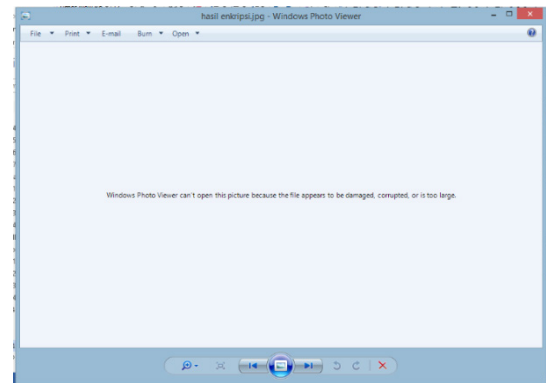 hasil enkripsi.jpg - Windows Photo Viewer
File Print E-mail Burn Open
Windows Photo Viewer can't open this picture because the file appears to be damaged, corrupted, or is too large.